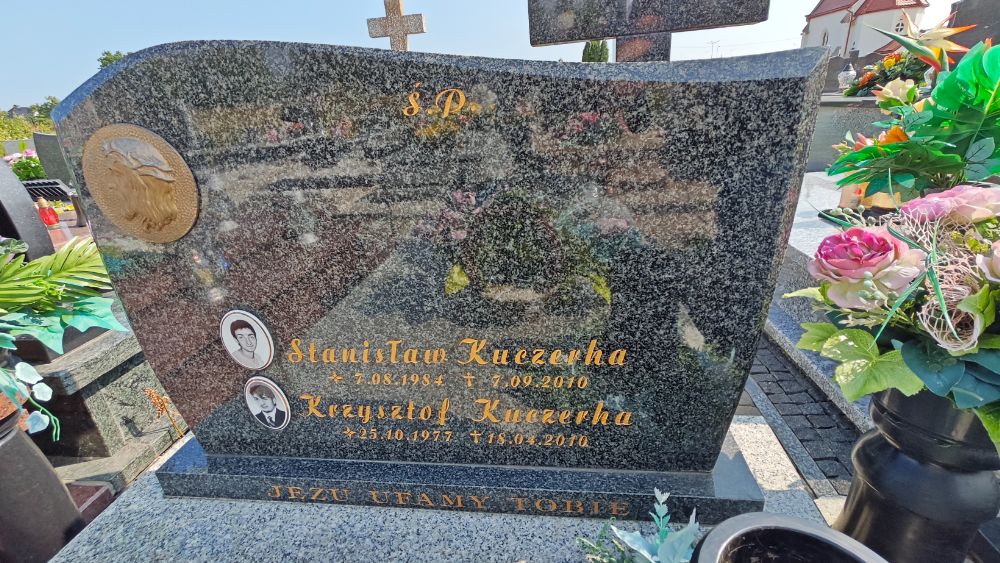 ś.P.
Stanisław Kuczerha
✶ 7.08.1984 ✝ 7.09.2010
Krzysztof Kuczerha
✶25.10.1977 ✝18.04.2010
JEZU UFAMY TOBIE